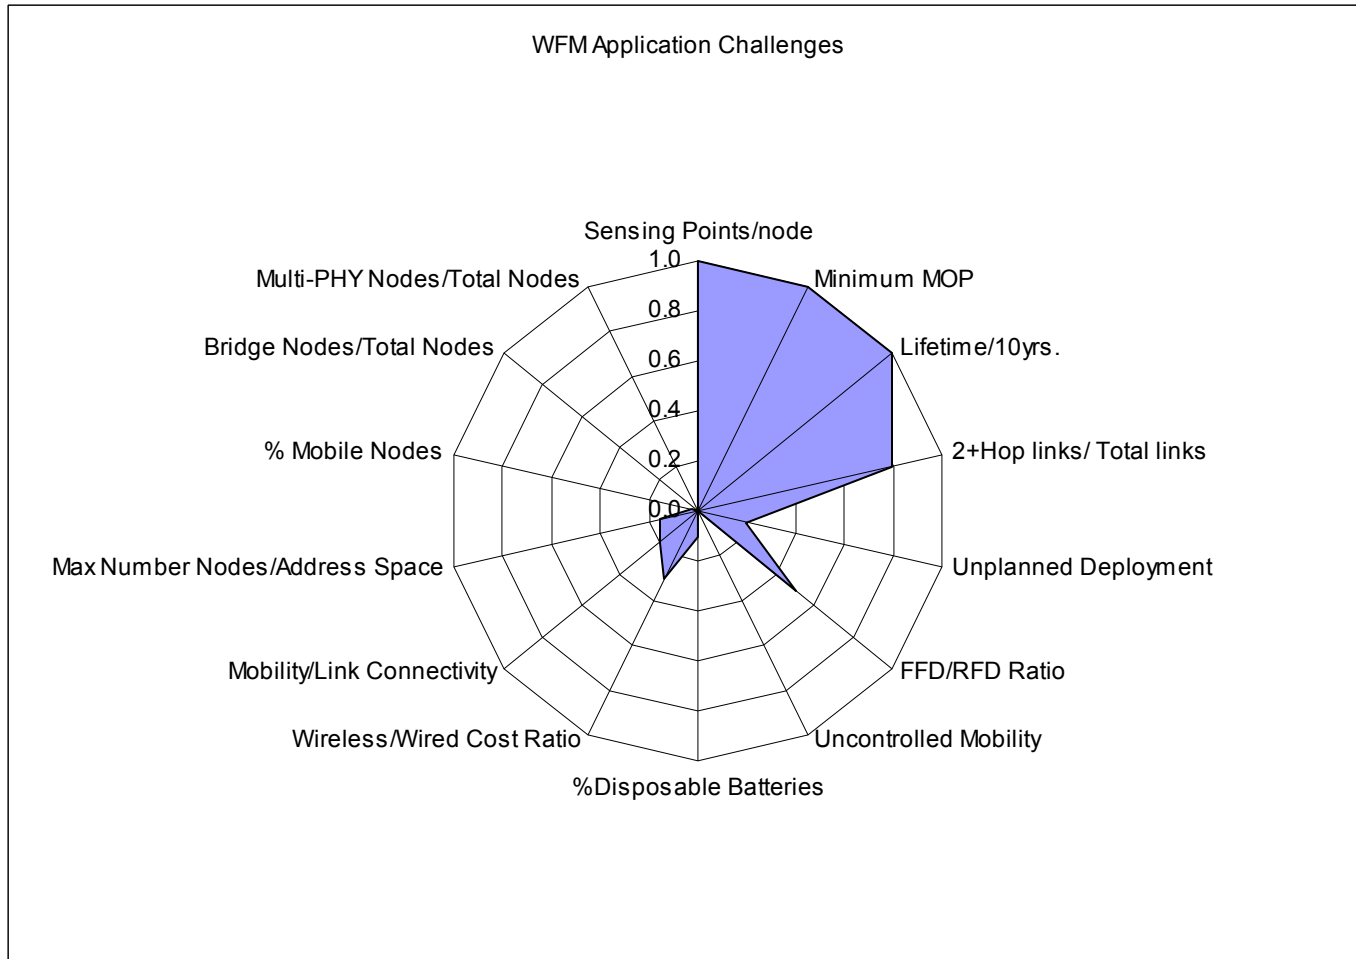 WFM Application Challenges
Sensing Points/node
1.0
Multi-PHY Nodes/Total Nodes
Minimum MOP
0.8
Bridge Nodes/Total Nodes
Lifetime/10yrs.
0.6
0.4
% Mobile Nodes
2+Hop links/ Total links
0.2
0.0
Max Number Nodes/Address Space
Unplanned Deployment
Mobility/Link Connectivity
FFD/RFD Ratio
Wireless/Wired Cost Ratio
Uncontrolled Mobility
%Disposable Batteries